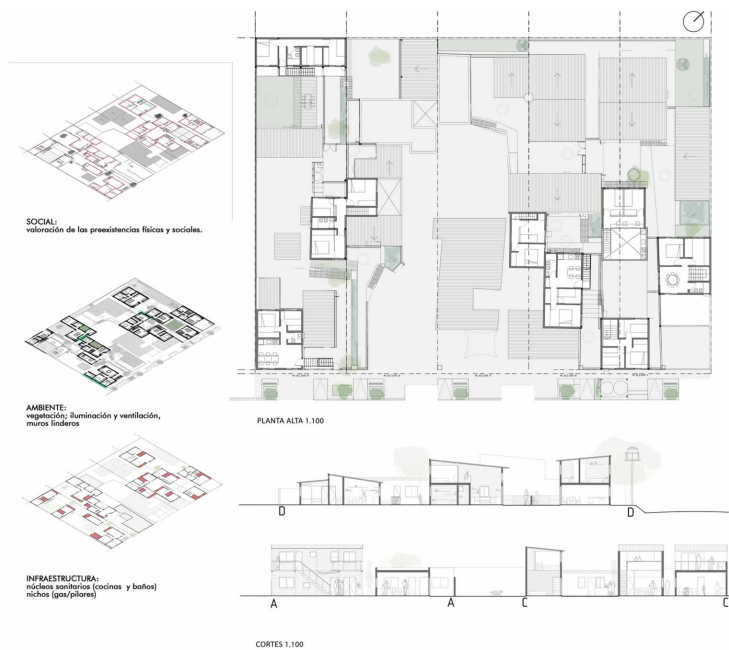 SOCIAL:
valoración de las preexistencias físicas y sociales.
AMBIENTE:
vegetación; iluminación y ventilación,
muros linderos
INFRAESTRUCTURA:
núcleos sanitarios (cocinas y baños)
nichos (gas/pilares)
PLANTA ALTA 1.100
D
D
A
A
C
C
CORTES 1.100